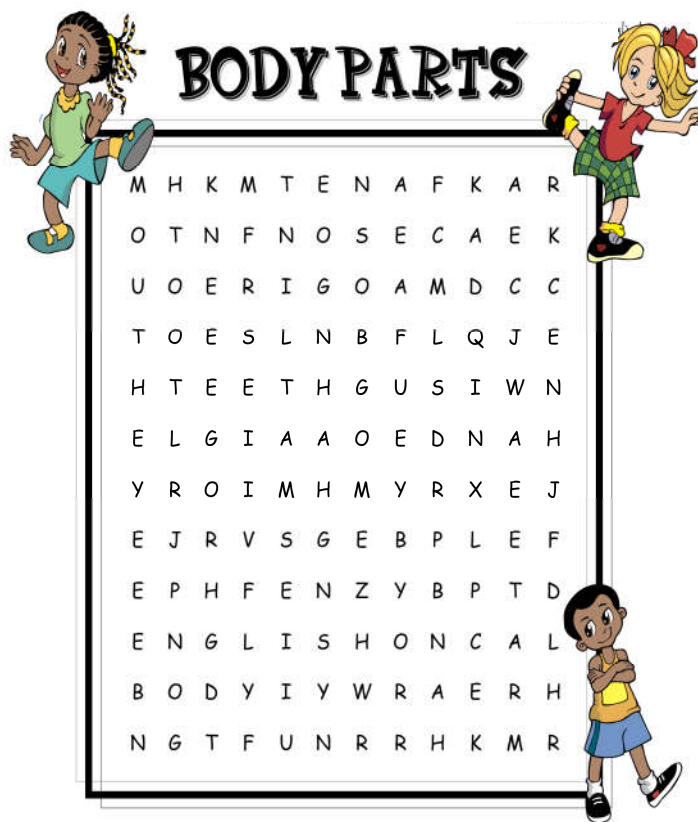 BODY PARTS
M H K M T E N A F K A R
O T N F N O S E C A E K
U O E R I G O A M D C C
T O E S L N B F L Q J E
H T E E T H G U S I W N
E L G I A A O E D N A H
Y R O I M H M Y R X E J
E J R V S G E B P L E F
E P H F E N Z Y B P T D
E N G L I S H O N C A L
B O D Y I Y W R A E R H
N G T F U N R R H K M R